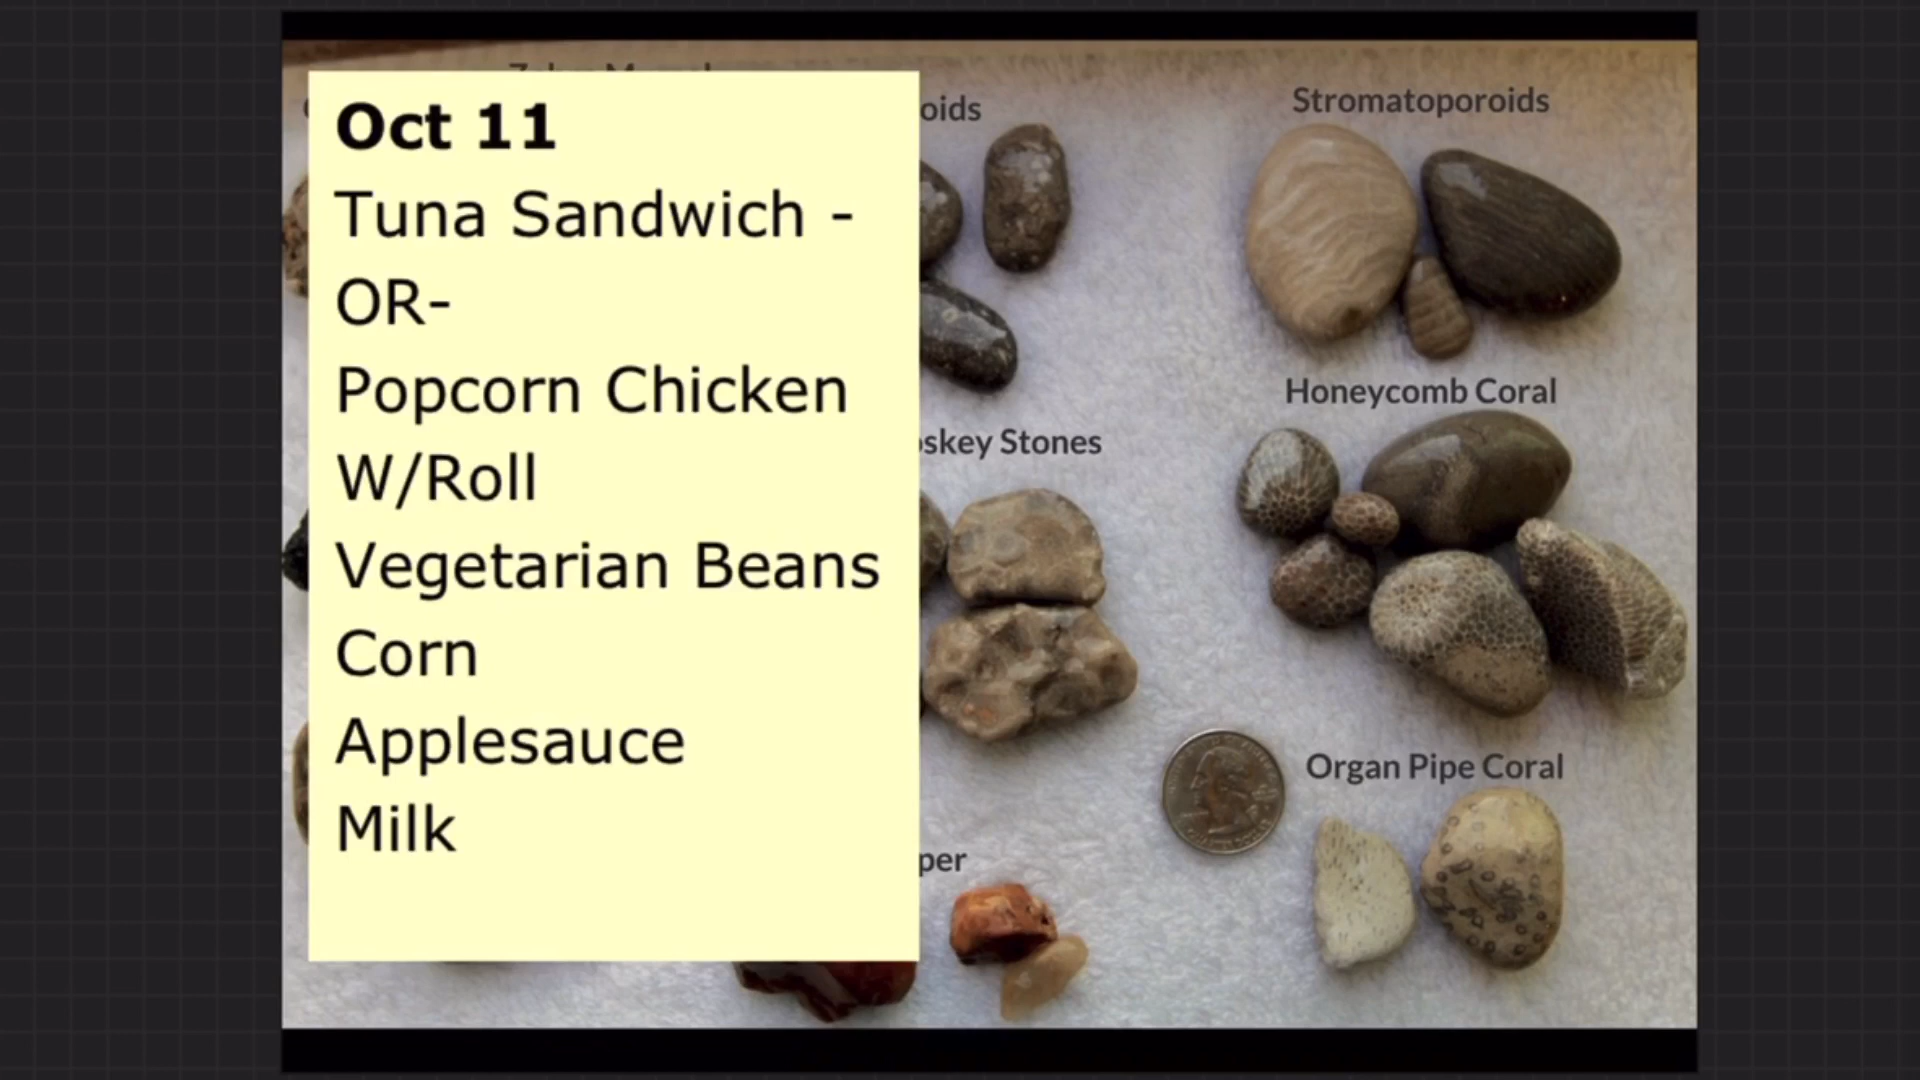 Oct 11
Tuna Sandwich -
OR-
Popcorn Chicken
W/Roll
Vegetarian Beans
Corn
Applesauce
Milk
Stromatoporoids
Honeycomb Coral
Stones
Organ Pipe Coral